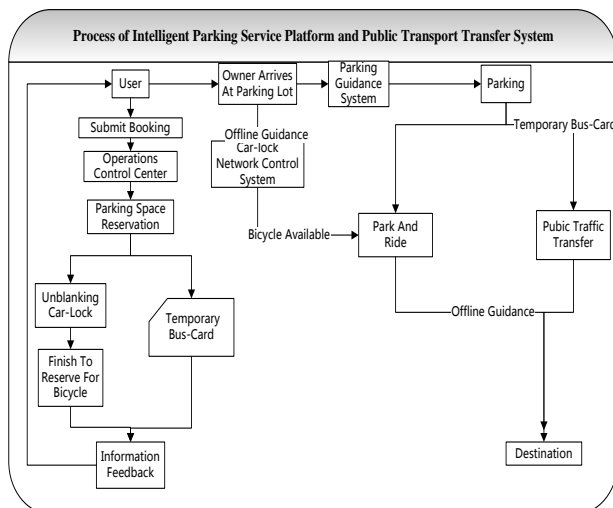 Process of Intelligent Parking Service Platform and Public Transport Transfer System
User
Owner Arrives
At Parking Lot
Parking
Guidance
System
Parking
Submit Booking
Offline Guidance
Car-lock
Network Control
System
Temporary Bus-Card
Operations
Control Center
Parking Space
Reservation
Bicycle Available
Park And
Ride
Pubic Traffic
Transfer
Unblanking
Car-Lock
Temporary
Bus-Card
Offline Guidance
Finish To
Reserve For
Bicycle
Information
Feedback
Destination